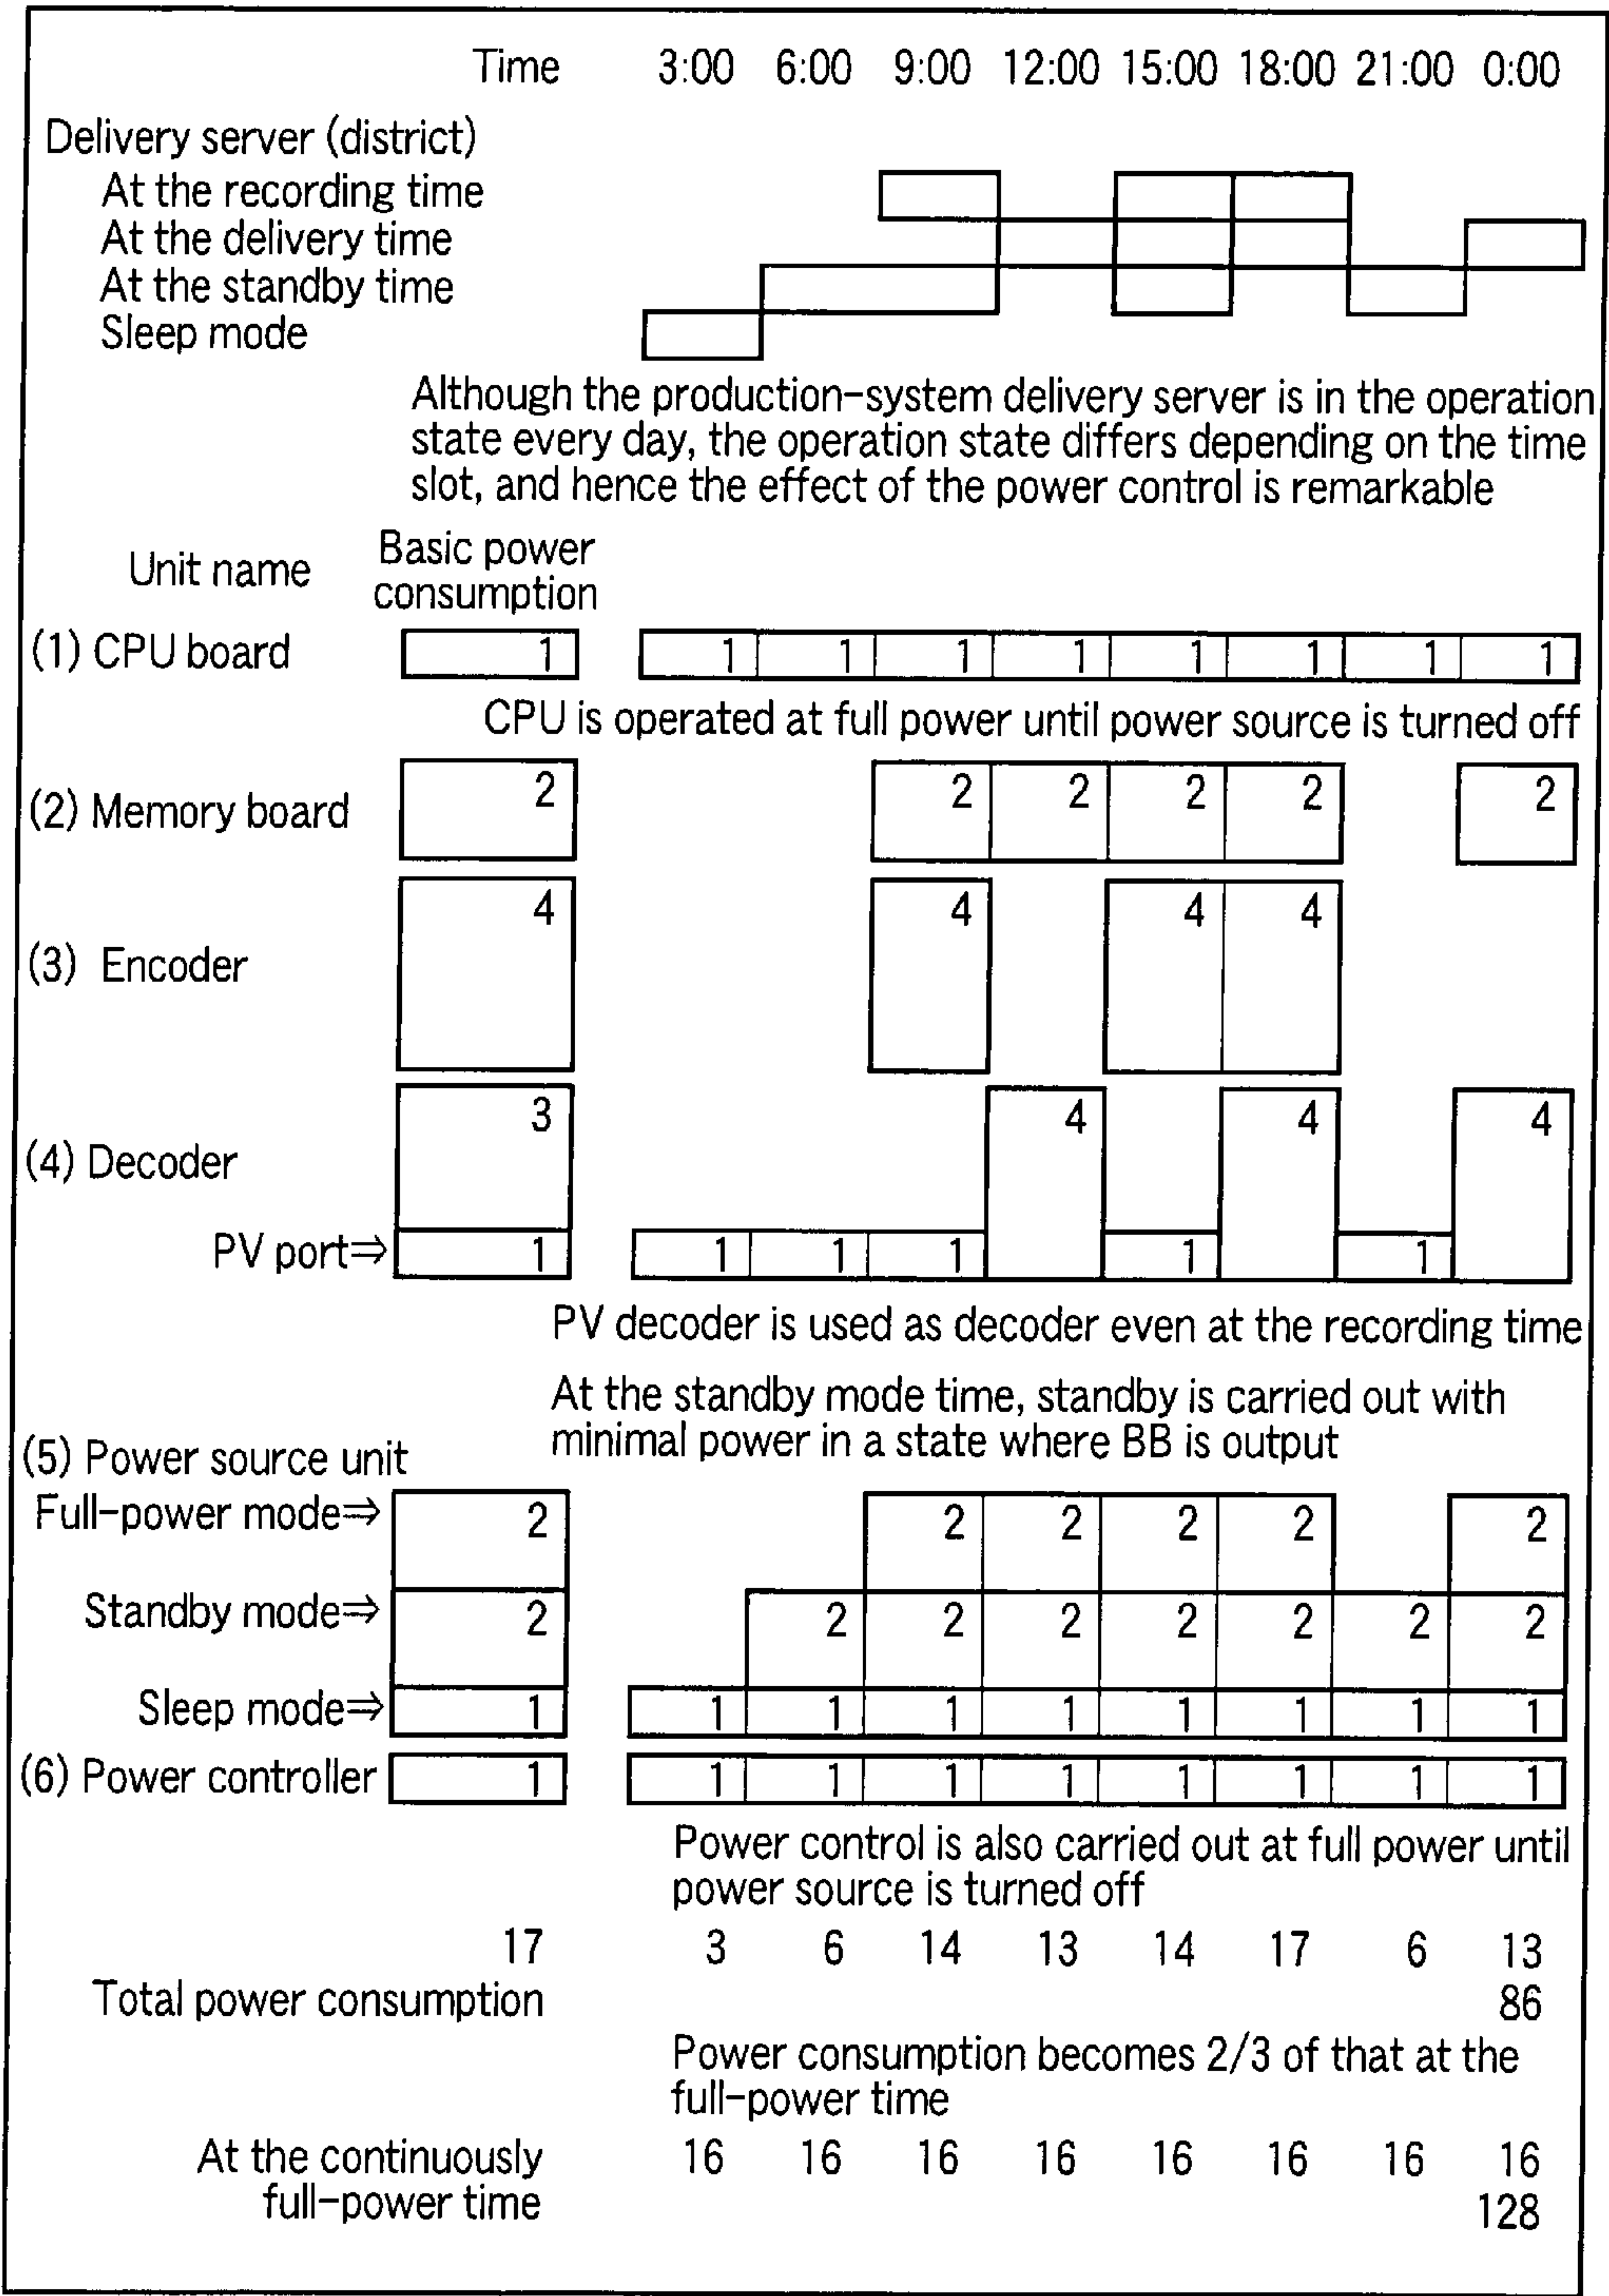 Time 3:00 6:00 9:00 12:00 15:00 18:00 21:00 0:00
Delivery server (district)
At the recording time
At the delivery time
At the standby time
Sleep mode
Although the production-system delivery server is in the operation
state every day, the operation state differs depending on the time
slot, and hence the effect of the power control is remarkable
Unit name Basic power
consumption
(1) CPU board 1 1 1 1 1 1 1 1 1
CPU is operated at full power until power source is turned off
(2) Memory board 2 2 2 2 2 2
(3) Encoder 4 4 4 4
(4) Decoder 3 4 4 4
PV port⇒ 1 1 1 1 1 1
PV decoder is used as decoder even at the recording time
At the standby mode time, standby is carried out with
minimal power in a state where BB is output
(5) Power source unit
Full-power mode⇒ 2 2 2 2 2 2
Standby mode⇒ 2 2 2 2 2 2 2 2
Sleep mode⇒ 1 1 1 1 1 1 1 1 1
(6) Power controller 1 1 1 1 1 1 1 1 1
Power control is also carried out at full power until
power source is turned off
17 3 6 14 13 14 17 6 13
Total power consumption 86
Power consumption becomes 2/3 of that at the
full-power time
At the continuously 16 16 16 16 16 16 16 16
full-power time 128